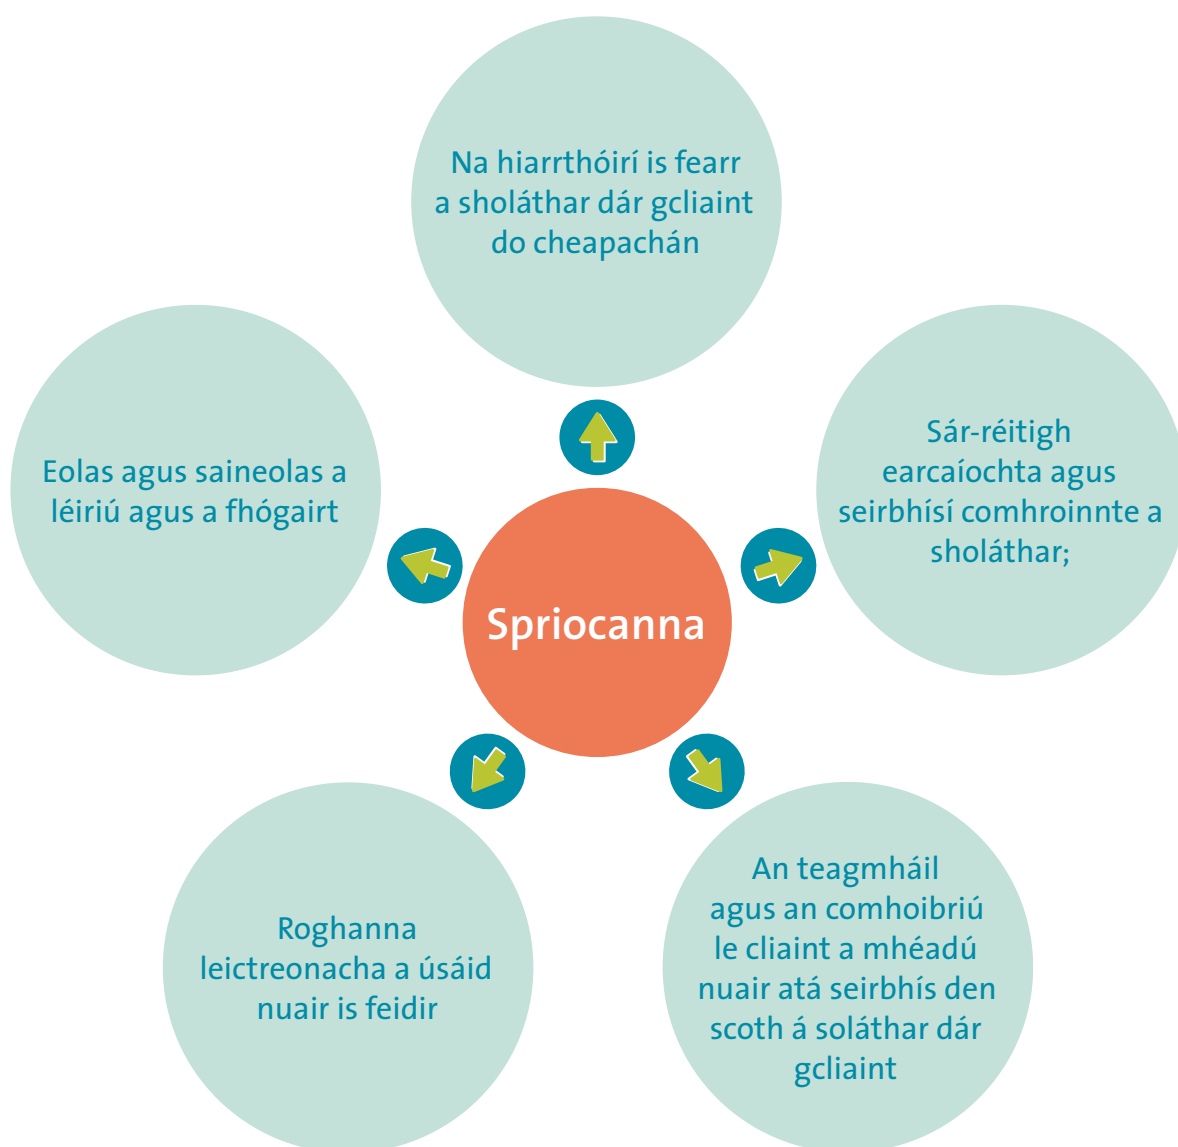 Na hiarrthóirí is fearr
a sholáthar dár gcliaint
do cheapachán
Sár-réitigh
earcaíochta agus
seirbhísí comhroinnte a
sholáthar;
Eolas agus saineolas a
léiriú agus a fhógairt
Spriocanna
An teagmháil
agus an comhoibriú
le cliaint a mhéadú
nuair atá seirbhís den
scoth á soláthar dár
gcliaint
Roghanna
leictreonacha a úsáid
nuair is feidir